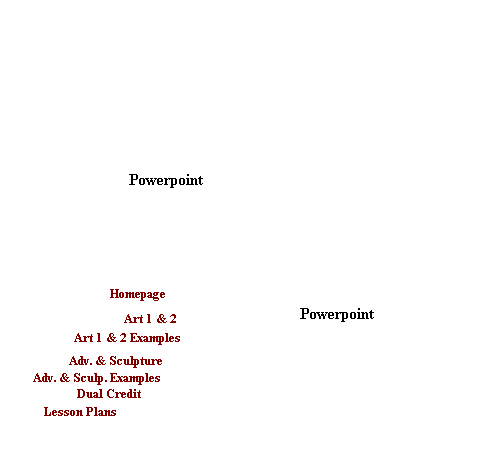 Powerpoint
Homepage
Powerpoint
Art 1 & 2
Art 1 & 2 Examples
Adv. & Sculpture
Adv. & Sculp. Examples
Dual Credit
Lesson Plans